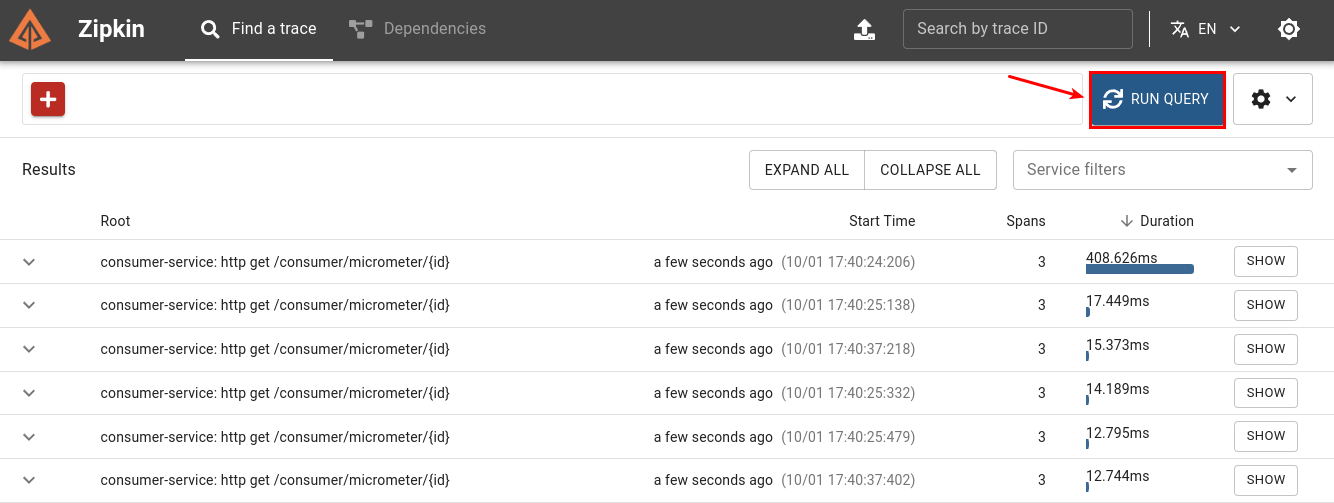 Zipkin Find a trace Dependencies Search by trace ID EN
RUN QUERY
Results EXPAND ALL COLLAPSE ALL Service filters
Root Start Time Spans Duration
consumer-service: http get /consumer/micrometer/{id} a few seconds ago (10/01 17:40:24:206) 3 408.626ms SHOW
consumer-service: http get /consumer/micrometer/{id} a few seconds ago (10/01 17:40:25:138) 3 17.449ms SHOW
consumer-service: http get /consumer/micrometer/{id} a few seconds ago (10/01 17:40:37:218) 3 15.373ms SHOW
consumer-service: http get /consumer/micrometer/{id} a few seconds ago (10/01 17:40:25:332) 3 14.189ms SHOW
consumer-service: http get /consumer/micrometer/{id} a few seconds ago (10/01 17:40:25:479) 3 12.795ms SHOW
consumer-service: http get /consumer/micrometer/{id} a few seconds ago (10/01 17:40:37:402) 3 12.744ms SHOW